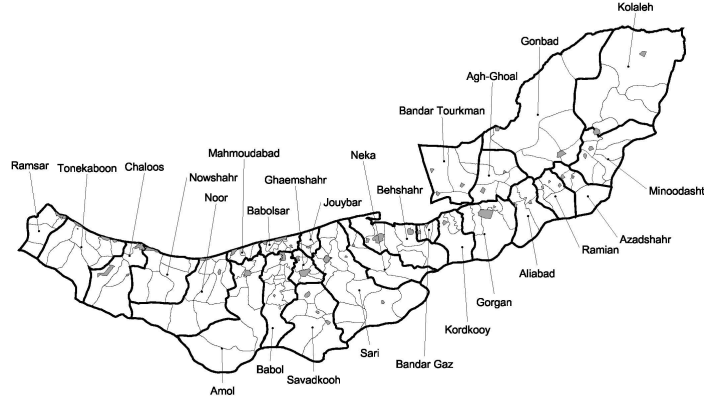 Kolaleh
Gonbad
Agh-Ghoal
Bandar Tourkman
Neka
Mahmoudabad
Ramsar
Tonekaboon
Chaloos
Nowshahr
Ghaemshahr
Behshahr
Minoodasht
Noor
Jouybar
Babolsar
Azadshahr
Ramian
Aliabad
Gorgan
Kordkooy
Sari
Bandar Gaz
Babol
Savadkooh
Amol